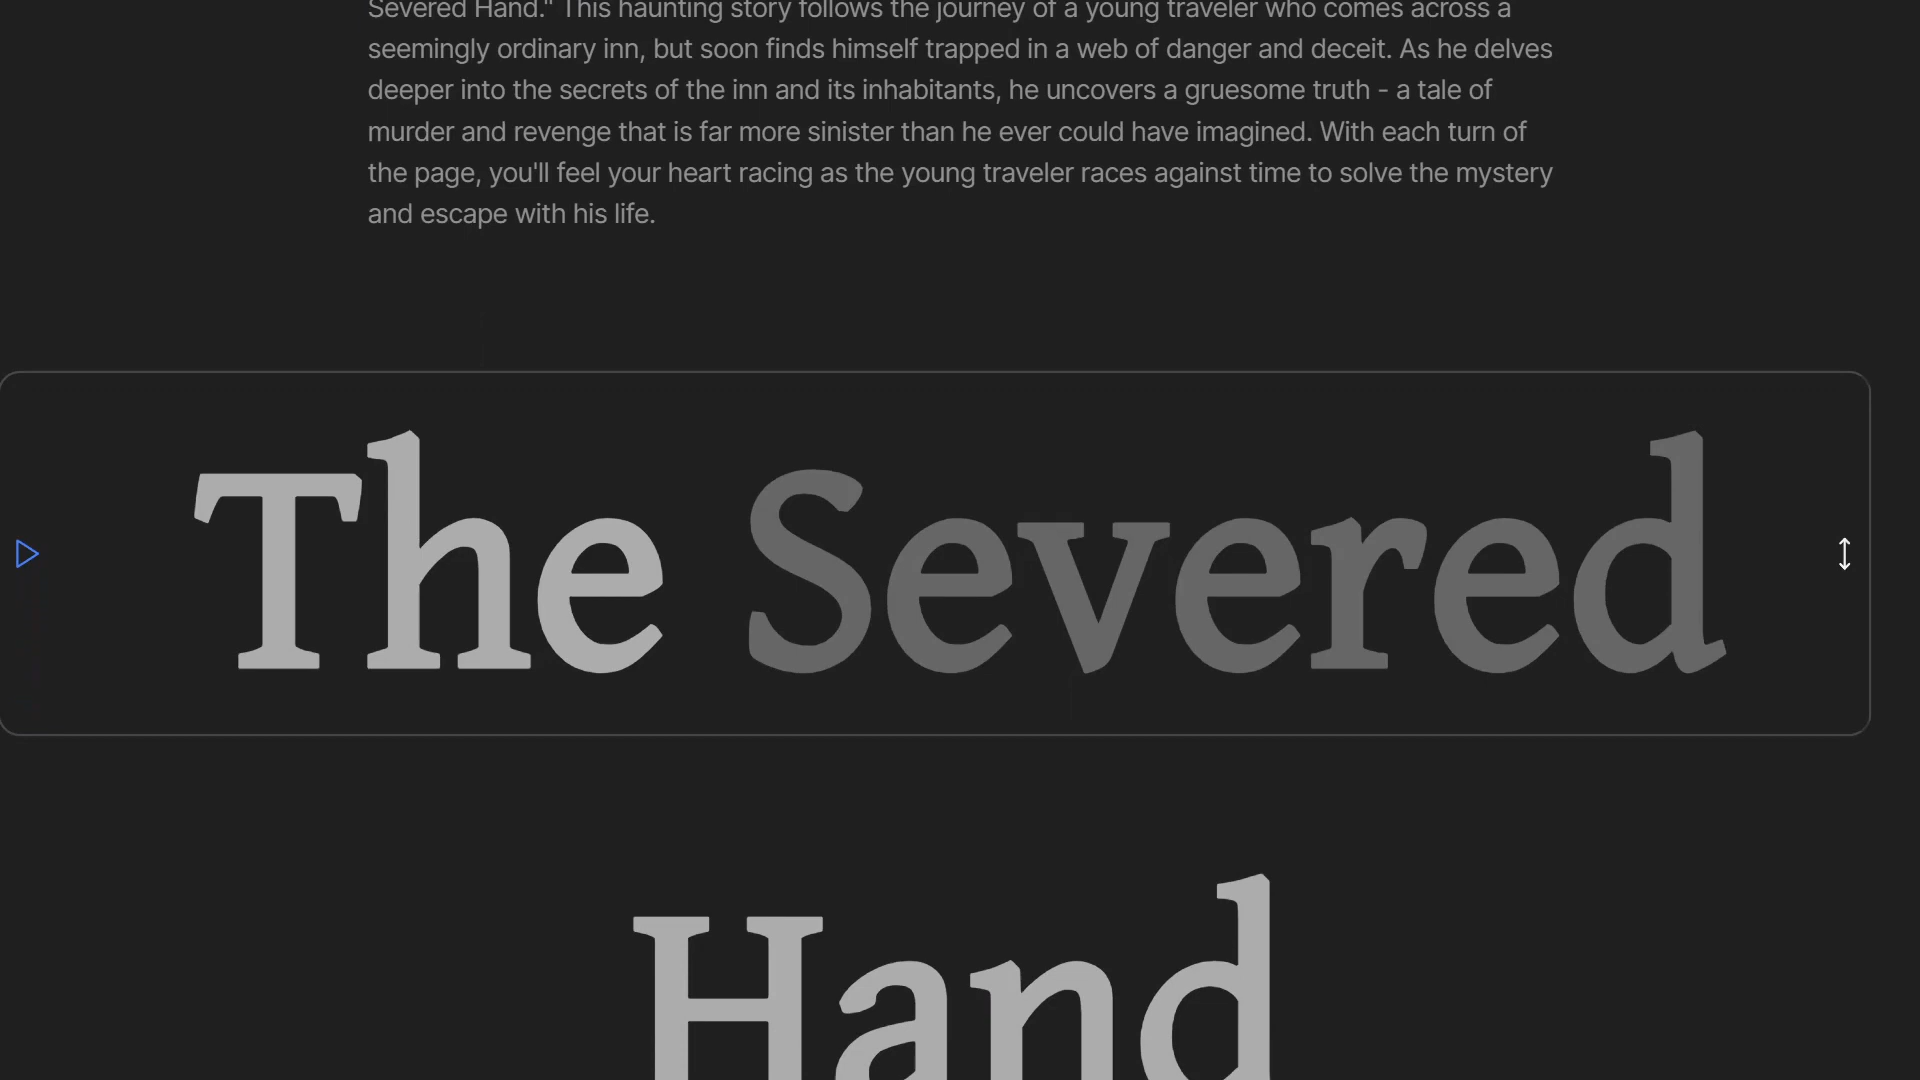 Severed Hand." This haunting story follows the journey of a young traveler who comes across a
seemingly ordinary inn, but soon finds himself trapped in a web of danger and deceit. As he delves
deeper into the secrets of the inn and its inhabitants, he uncovers a gruesome truth - a tale of
murder and revenge that is far more sinister than he ever could have imagined. With each turn of
the page, you'll feel your heart racing as the young traveler races against time to solve the mystery
and escape with his life.
The Severed
Hand